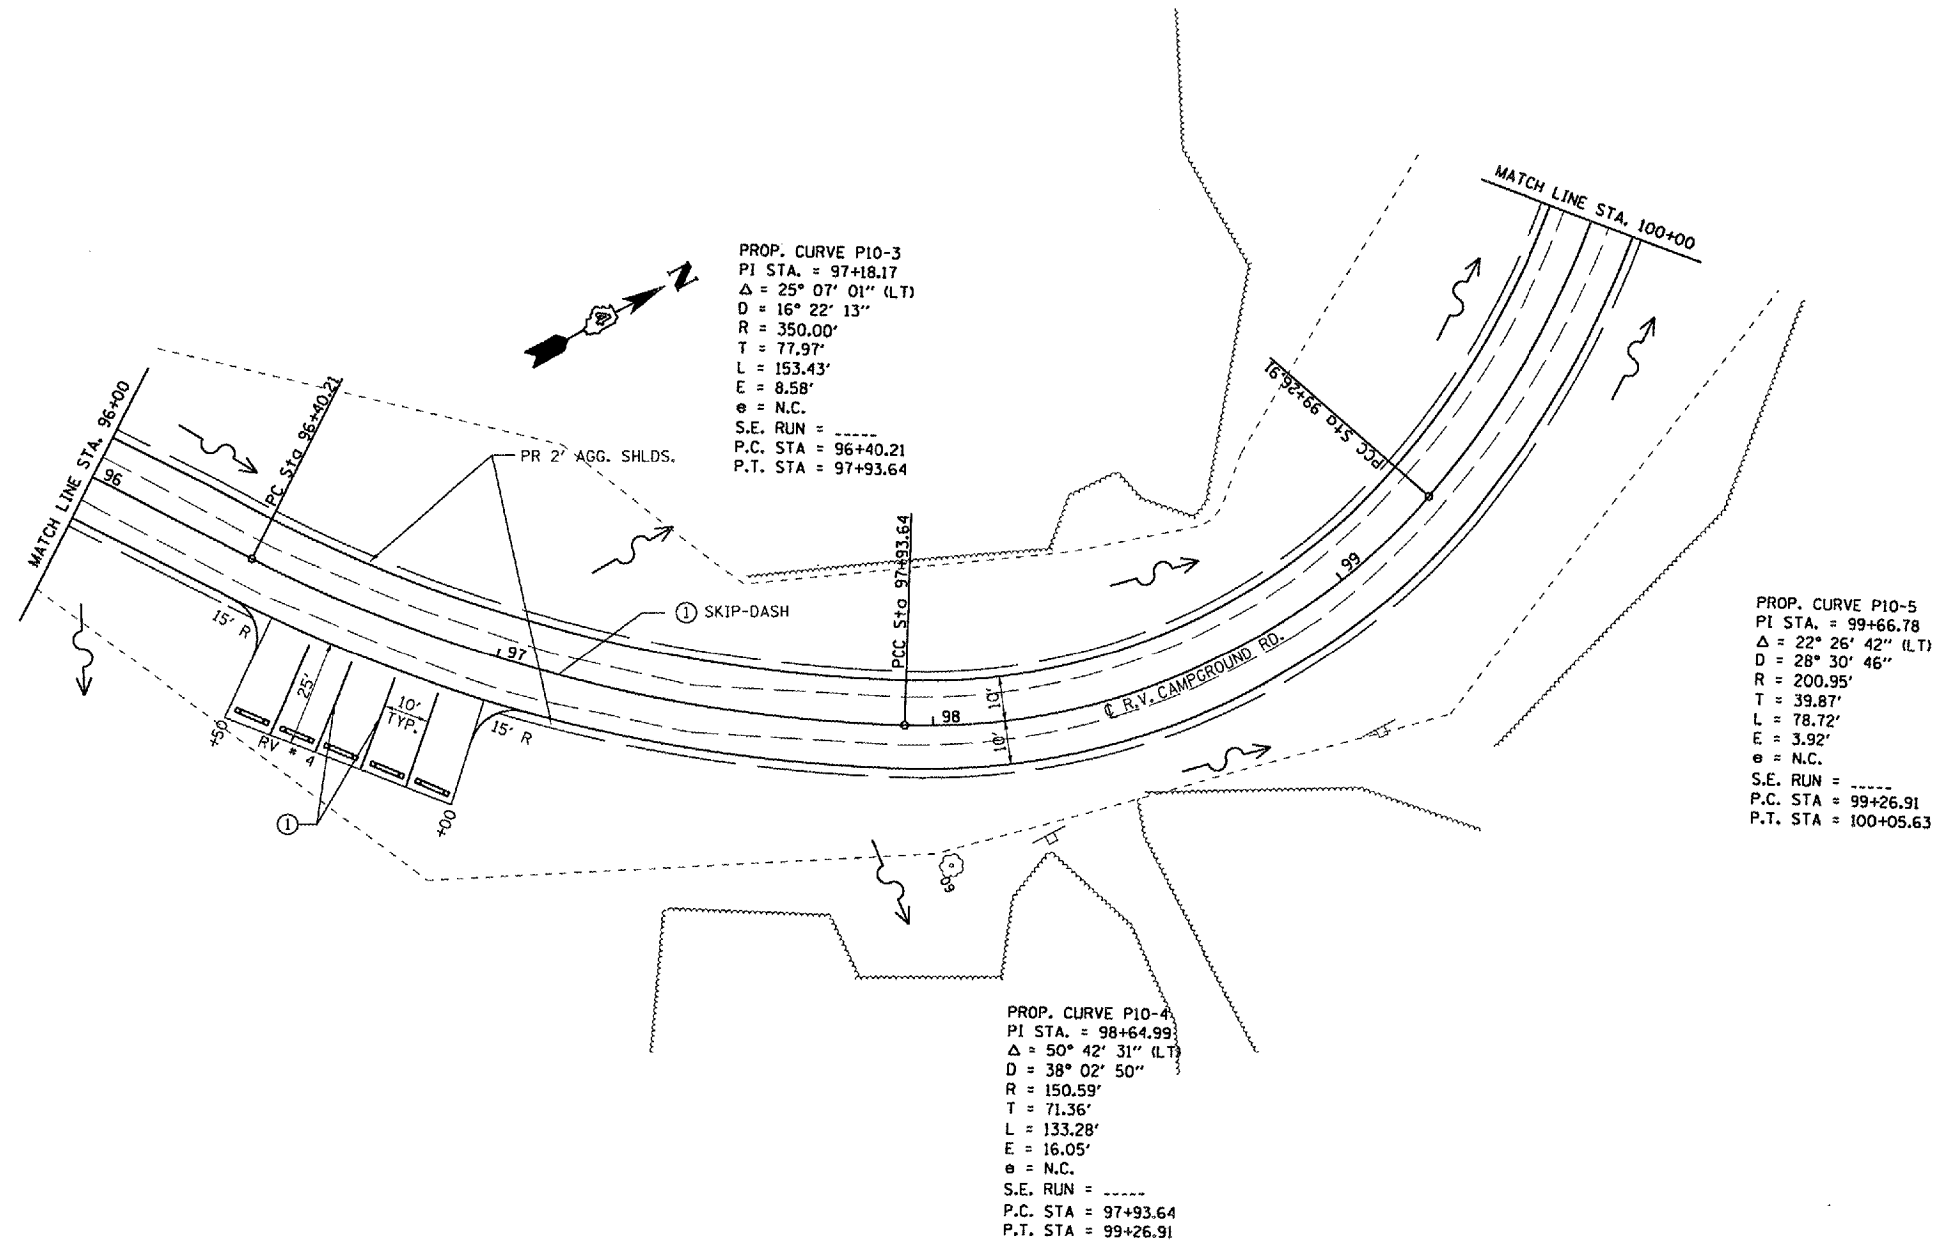 MATCH LINE STA. 100+00
PROP. CURVE P10-3
PI STA. = 97+18.17
Δ = 25° 07' 01" (LT)
D = 16° 22' 13"
R = 350.00'
T = 77.97'
L = 153.43'
E = 8.58'
e = N.C.
S.E. RUN = _____
P.C. STA = 96+40.21
P.T. STA = 97+93.64
N
MATCH LINE STA. 96+00
96
PC Sta 96+40.21
PR 2' AGG. SHLDS.
PCC Sta 99+26.91
PCC Sta 97+93.64
99
1 SKIP-DASH
15' R
97
25'
10'
TYP.
10'
10'
98
℄ R.V. CAMPGROUND RD.
15' R
+50
RV * 4
+00
1
60
PROP. CURVE P10-5
PI STA. = 99+66.78
Δ = 22° 26' 42" (LT)
D = 28° 30' 46"
R = 200.95'
T = 39.87'
L = 78.72'
E = 3.92'
e = N.C.
S.E. RUN = _____
P.C. STA = 99+26.91
P.T. STA = 100+05.63
PROP. CURVE P10-4
PI STA. = 98+64.99
Δ = 50° 42' 31" (LT)
D = 38° 02' 50"
R = 150.59'
T = 71.36'
L = 133.28'
E = 16.05'
e = N.C.
S.E. RUN = _____
P.C. STA = 97+93.64
P.T. STA = 99+26.91